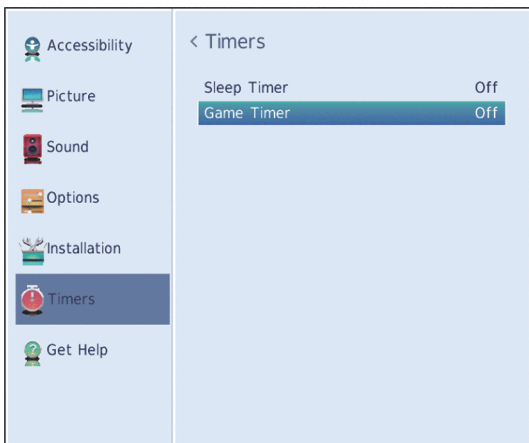 Accessibility
Picture
Sound
Options
Installation
Timers
Get Help
< Timers
Sleep Timer Off
Game Timer Off